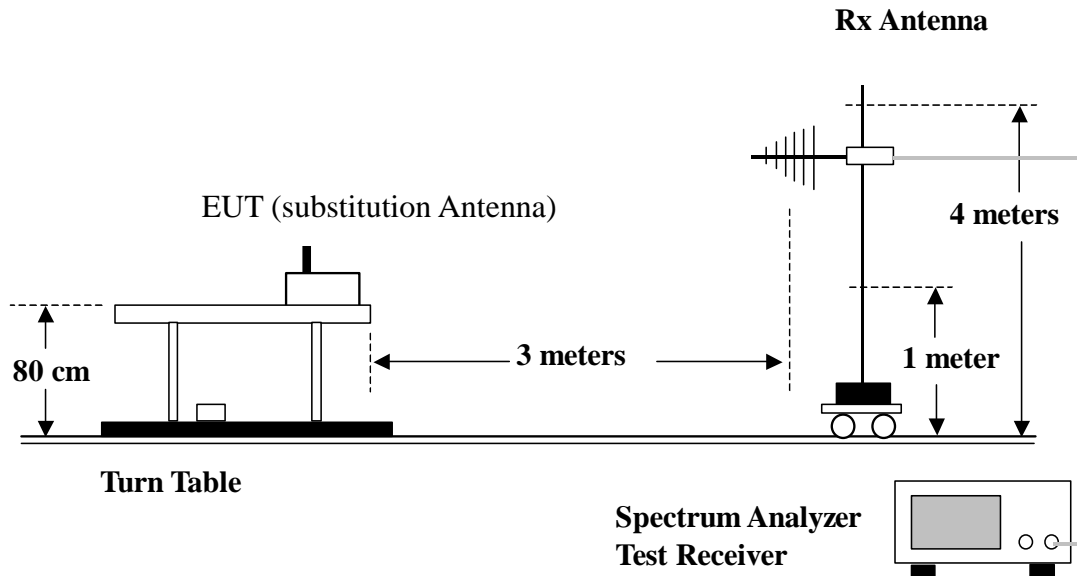 Rx Antenna
EUT (substitution Antenna)
4 meters
3 meters
1 meter
80 cm
Turn Table
Spectrum Analyzer
Test Receiver